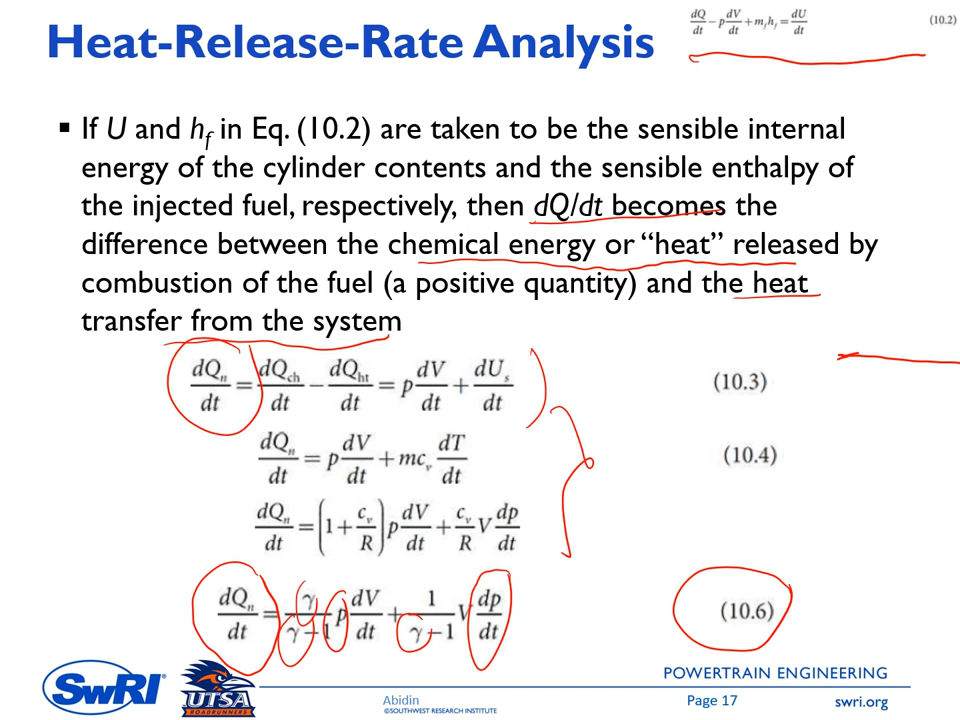 Heat-Release-Rate Analysis
dQ/dt − p dV/dt + m_f h_f = dU/dt (10.2)
▪ If U and h_f in Eq. (10.2) are taken to be the sensible internal
energy of the cylinder contents and the sensible enthalpy of
the injected fuel, respectively, then dQ/dt becomes the
difference between the chemical energy or “heat” released by
combustion of the fuel (a positive quantity) and the heat
transfer from the system
dQ_n/dt = dQ_ch/dt − dQ_ht/dt = p dV/dt + dU_s/dt (10.3)
dQ_n/dt = p dV/dt + mc_v dT/dt (10.4)
dQ_n/dt = (1 + c_v/R) p dV/dt + c_v/R V dp/dt
dQ_n/dt = γ/(γ−1) p dV/dt + 1/(γ−1) V dp/dt (10.6)
POWERTRAIN ENGINEERING
SwRI
UTSA
ROADRUNNERS
Abidin
©SOUTHWEST RESEARCH INSTITUTE
Page 17
swri.org